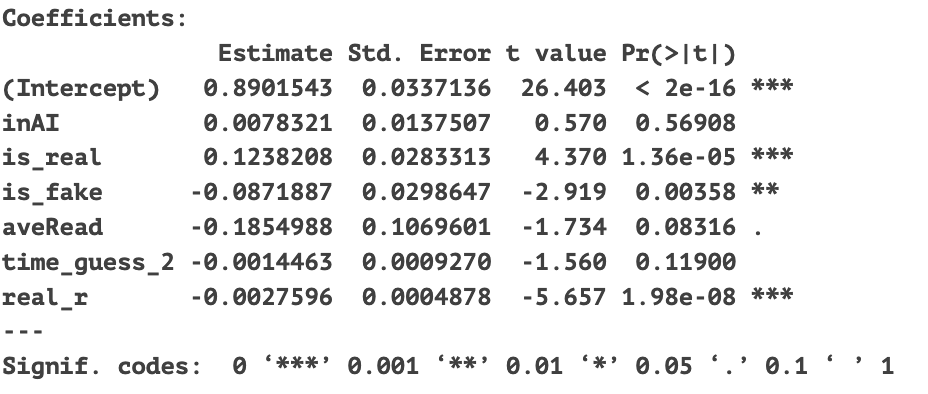 Coefficients:
Estimate Std. Error t value Pr(>|t|)
(Intercept) 0.8901543 0.0337136 26.403 < 2e-16 ***
inAI 0.0078321 0.0137507 0.570 0.56908
is_real 0.1238208 0.0283313 4.370 1.36e-05 ***
is_fake -0.0871887 0.0298647 -2.919 0.00358 **
aveRead -0.1854988 0.1069601 -1.734 0.08316 .
time_guess_2 -0.0014463 0.0009270 -1.560 0.11900
real_r -0.0027596 0.0004878 -5.657 1.98e-08 ***
---
Signif. codes: 0 ‘***’ 0.001 ‘**’ 0.01 ‘*’ 0.05 ‘.’ 0.1 ‘ ’ 1